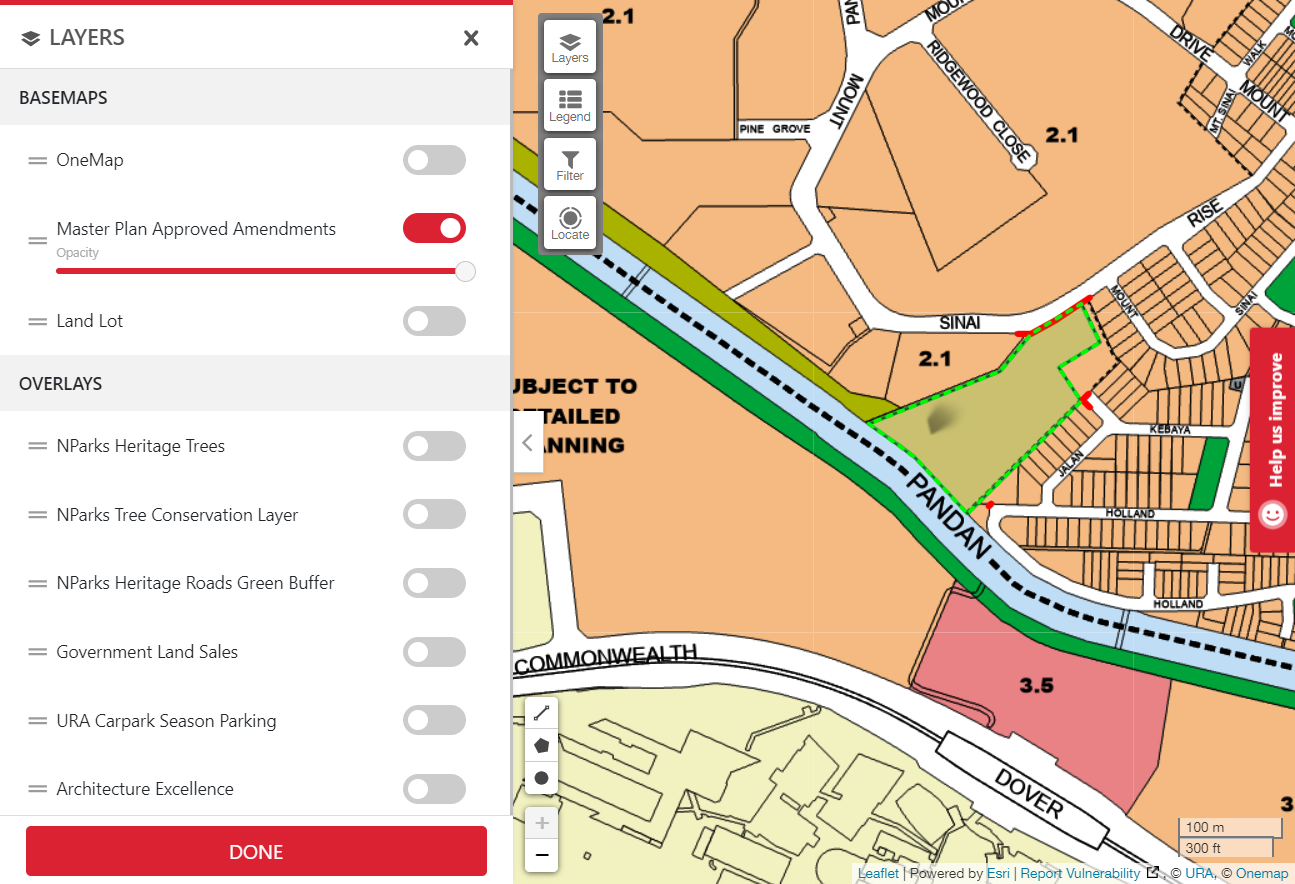 LAYERS
BASEMAPS
OneMap
Master Plan Approved Amendments
Opacity
Land Lot
OVERLAYS
NParks Heritage Trees
NParks Tree Conservation Layer
NParks Heritage Roads Green Buffer
Government Land Sales
URA Carpark Season Parking
Architecture Excellence
DONE
Layers
Legend
Filter
Locate
2.1
PINE GROVE
MOUNT
RIDGEWOOD CLOSE
2.1
DRIVE
WALK
MOUNT
MT. SINAI
RISE
SINAI
MOUNT
SINAI
2.1
UBJECT TO
ETAILED
ANNING
U
KEBAYA
JALAN
HOLLAND
PANDAN
HOLLAND
COMMONWEALTH
3.5
DOVER
3
Help us improve
+
−
100 m
300 ft
Leaflet | Powered by Esri | Report Vulnerability , © URA, © Onemap